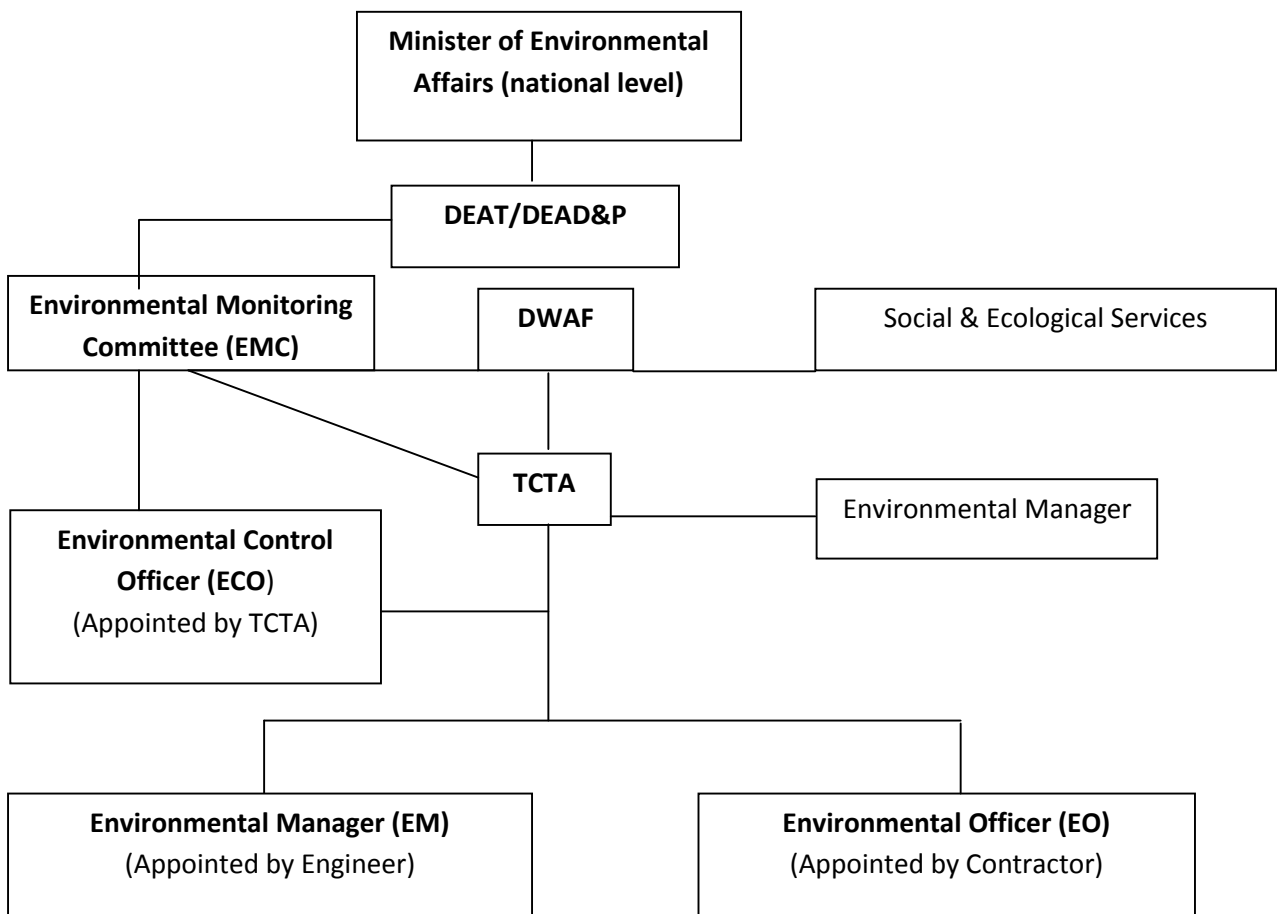 Minister of Environmental
Affairs (national level)
DEAT/DEAD&P
Environmental Monitoring
Committee (EMC)
DWAF
Social & Ecological Services
TCTA
Environmental Manager
Environmental Control
Officer (ECO)
(Appointed by TCTA)
Environmental Manager (EM)
(Appointed by Engineer)
Environmental Officer (EO)
(Appointed by Contractor)